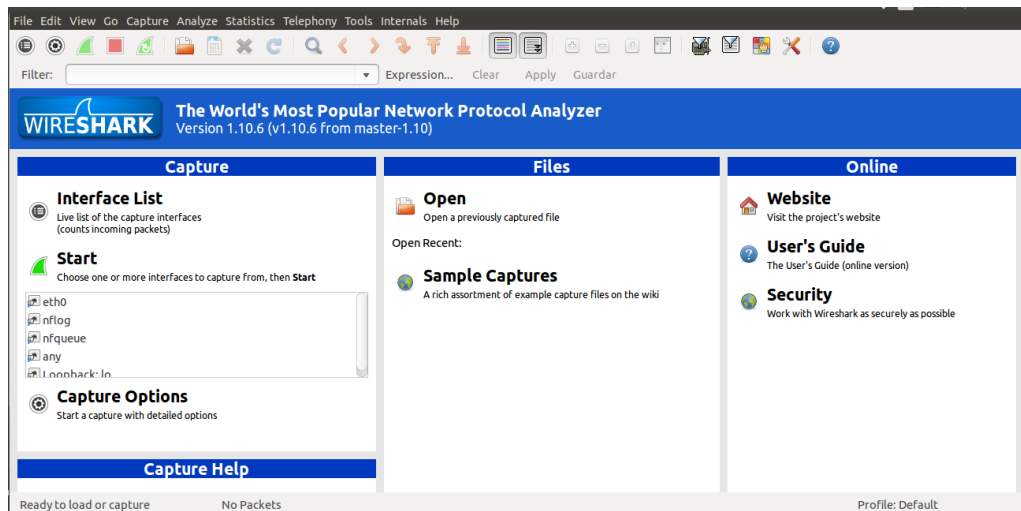 File Edit View Go Capture Analyze Statistics Telephony Tools Internals Help
Filter: Expression... Clear Apply Guardar
WIRESHARK
The World's Most Popular Network Protocol Analyzer
Version 1.10.6 (v1.10.6 from master-1.10)
Capture
Interface List
Live list of the capture interfaces
(counts incoming packets)
Start
Choose one or more interfaces to capture from, then Start
eth0
nflog
nfqueue
any
Loopback: lo
Capture Options
Start a capture with detailed options
Capture Help
Files
Open
Open a previously captured file
Open Recent:
Sample Captures
A rich assortment of example capture files on the wiki
Online
Website
Visit the project's website
User's Guide
The User's Guide (online version)
Security
Work with Wireshark as securely as possible
Ready to load or capture
No Packets
Profile: Default